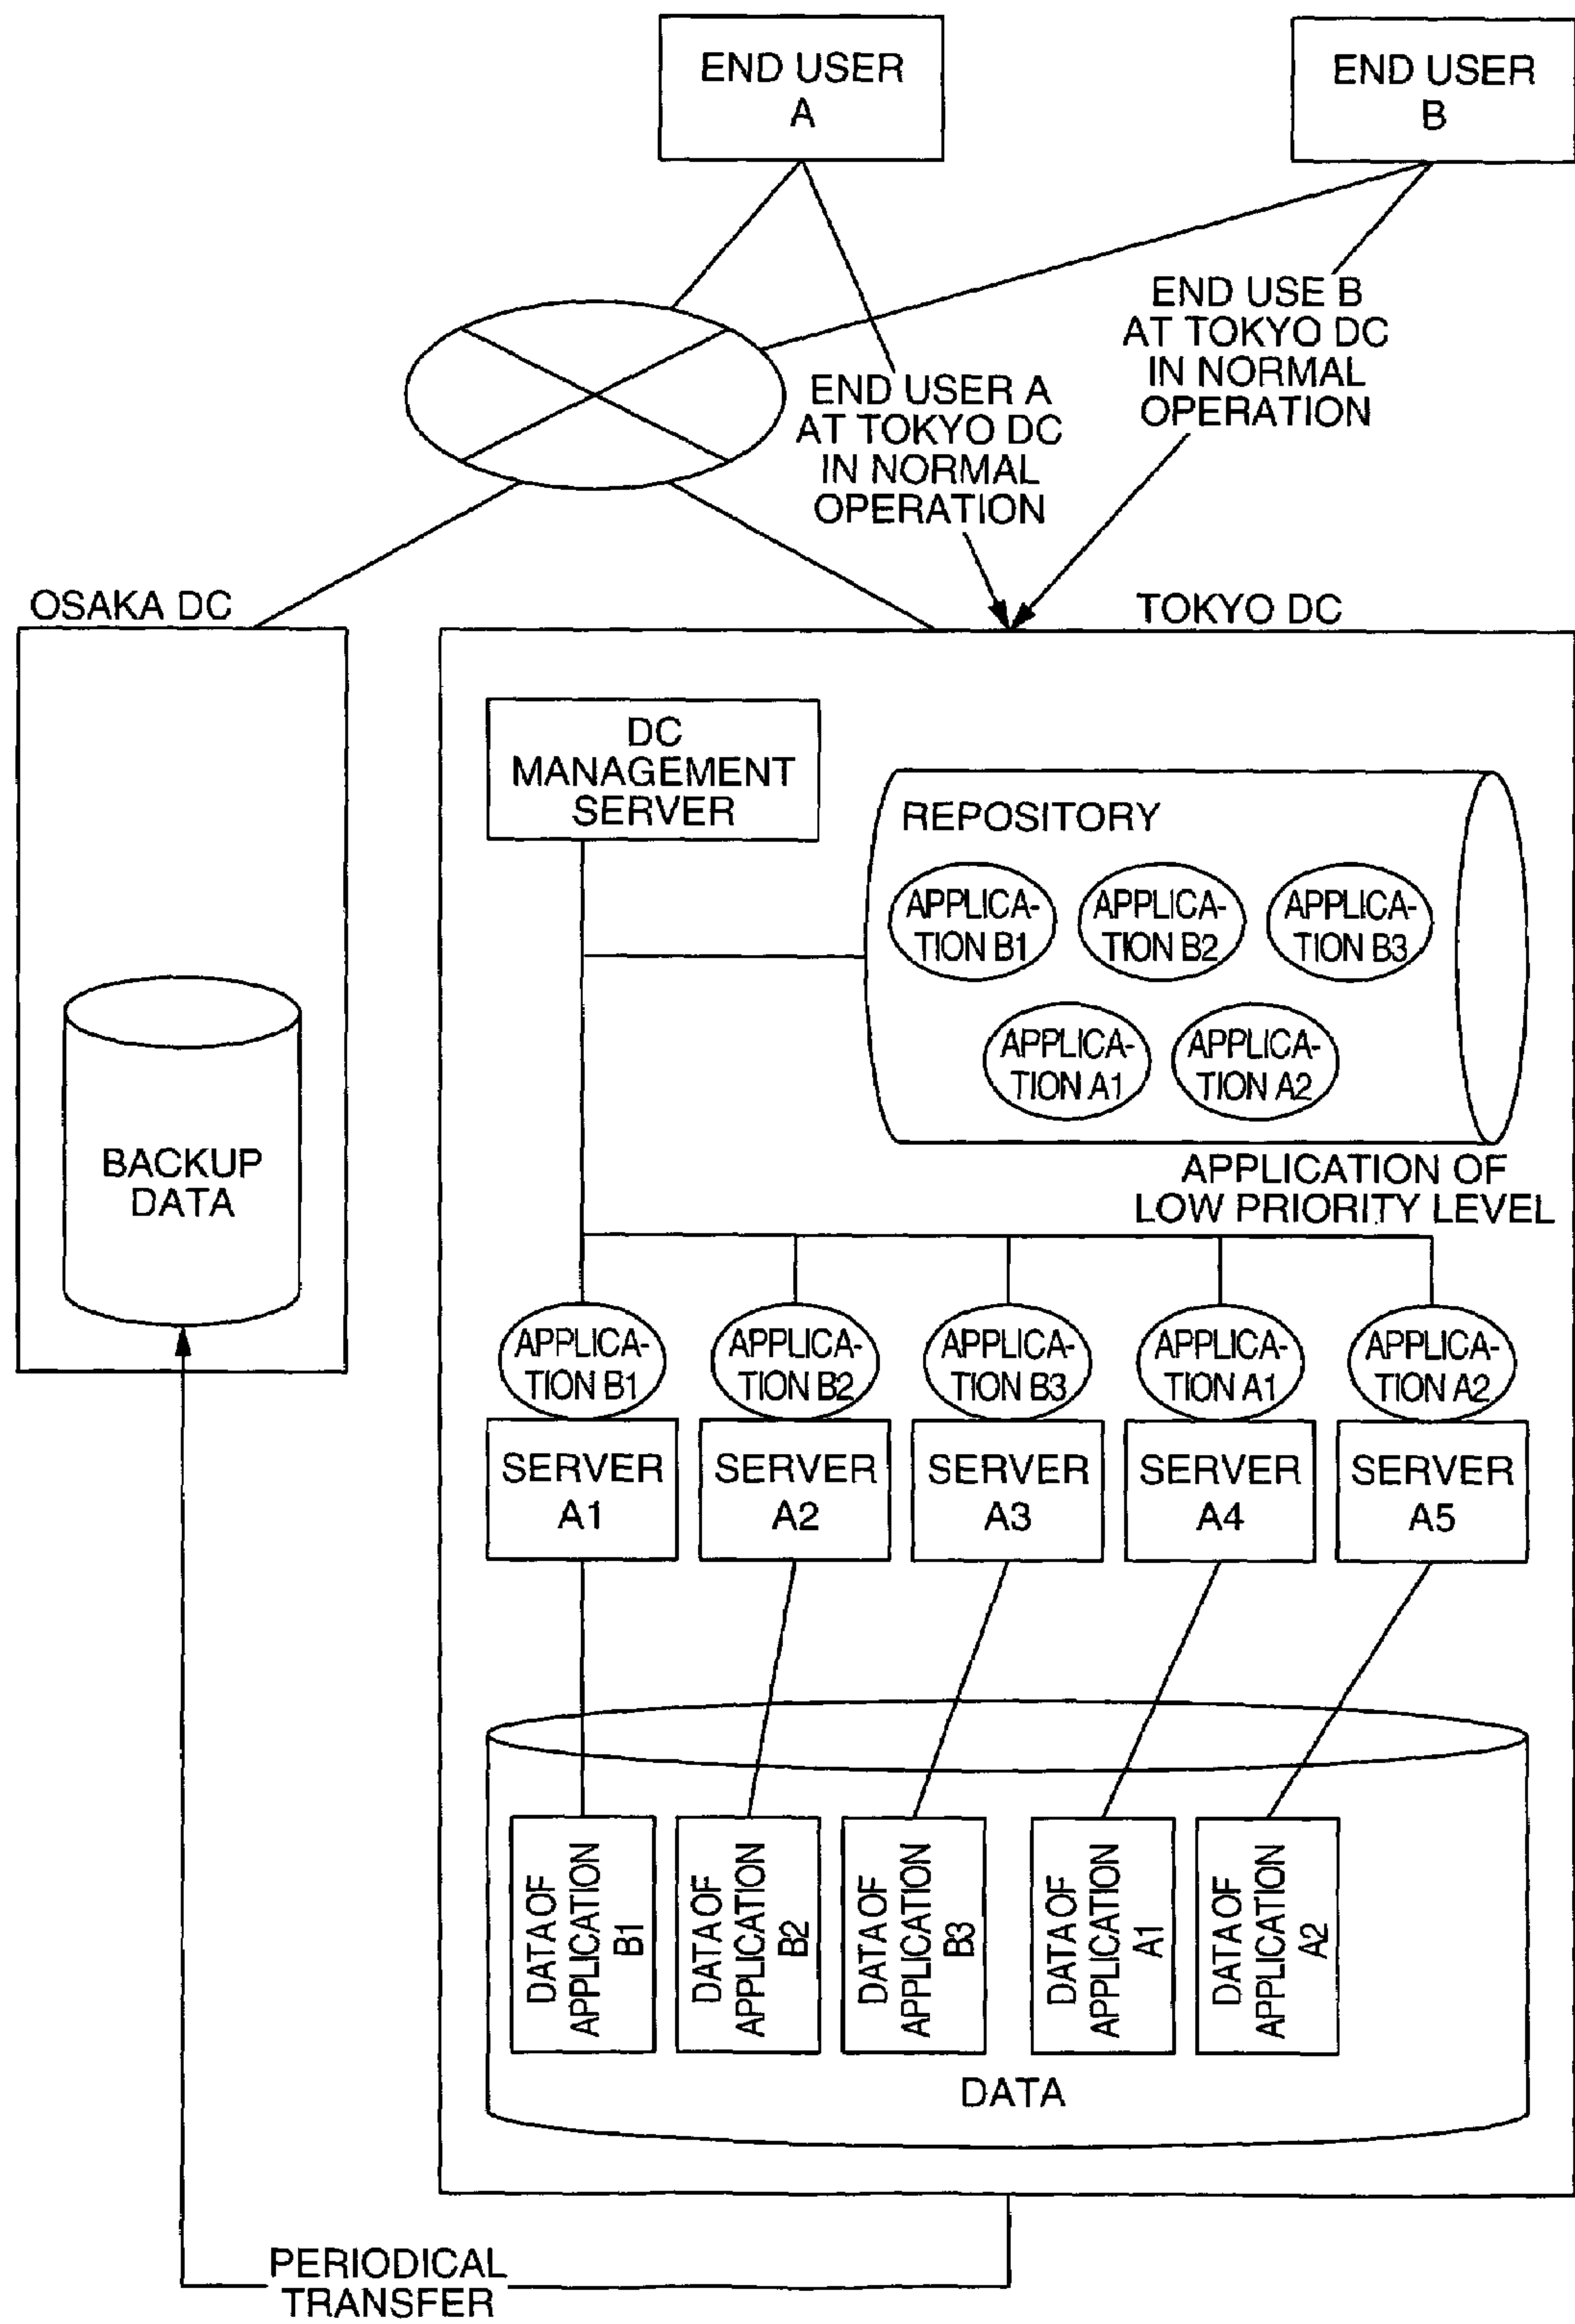 END USER
A
END USER
B
END USE B
AT TOKYO DC
IN NORMAL
OPERATION
END USER A
AT TOKYO DC
IN NORMAL
OPERATION
OSAKA DC
TOKYO DC
DC
MANAGEMENT
SERVER
REPOSITORY
APPLICA-
TION B1
APPLICA-
TION B2
APPLICA-
TION B3
APPLICA-
TION A1
APPLICA-
TION A2
BACKUP
DATA
APPLICATION OF
LOW PRIORITY LEVEL
APPLICA-
TION B1
APPLICA-
TION B2
APPLICA-
TION B3
APPLICA-
TION A1
APPLICA-
TION A2
SERVER
A1
SERVER
A2
SERVER
A3
SERVER
A4
SERVER
A5
DATA OF
APPLICATION
B1
DATA OF
APPLICATION
B2
DATA OF
APPLICATION
B3
DATA OF
APPLICATION
A1
DATA OF
APPLICATION
A2
DATA
PERIODICAL
TRANSFER